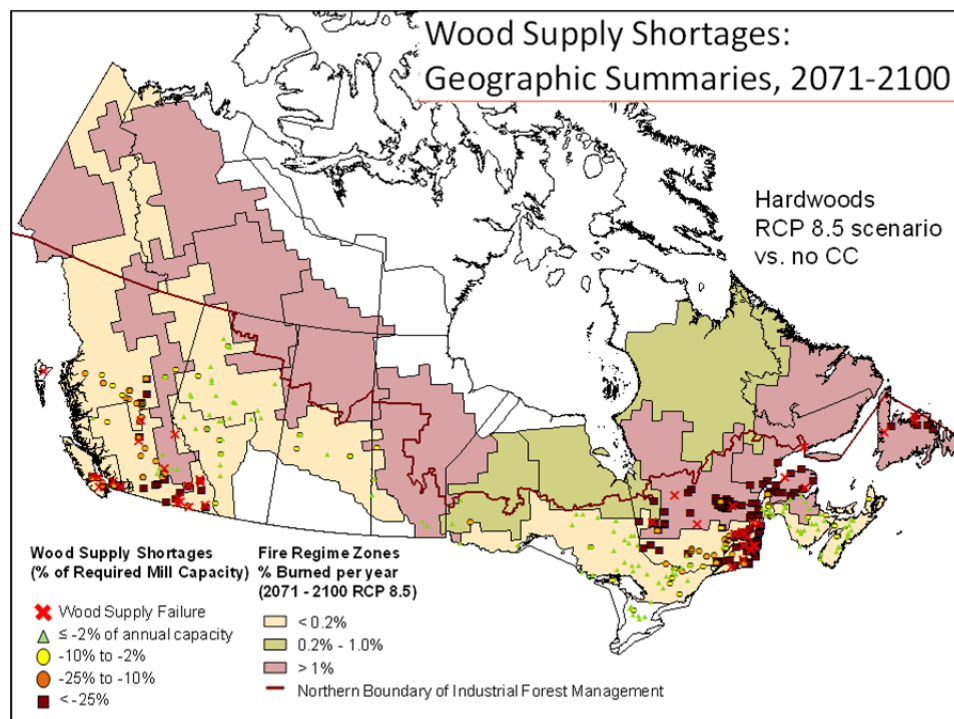 Wood Supply Shortages:
Geographic Summaries, 2071-2100
Hardwoods
RCP 8.5 scenario
vs. no CC
Wood Supply Shortages
(% of Required Mill Capacity)
Wood Supply Failure
≤ -2% of annual capacity
-10% to -2%
-25% to -10%
< -25%
Fire Regime Zones
% Burned per year
(2071 - 2100 RCP 8.5)
< 0.2%
0.2% - 1.0%
> 1%
Northern Boundary of Industrial Forest Management